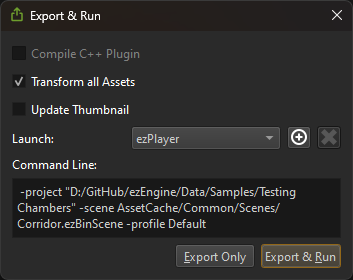 Export & Run
Compile C++ Plugin
Transform all Assets
Update Thumbnail
Launch: ezPlayer
Command Line:
-project "D:/GitHub/ezEngine/Data/Samples/Testing
Chambers" -scene AssetCache/Common/Scenes/
Corridor.ezBinScene -profile Default
Export Only Export & Run